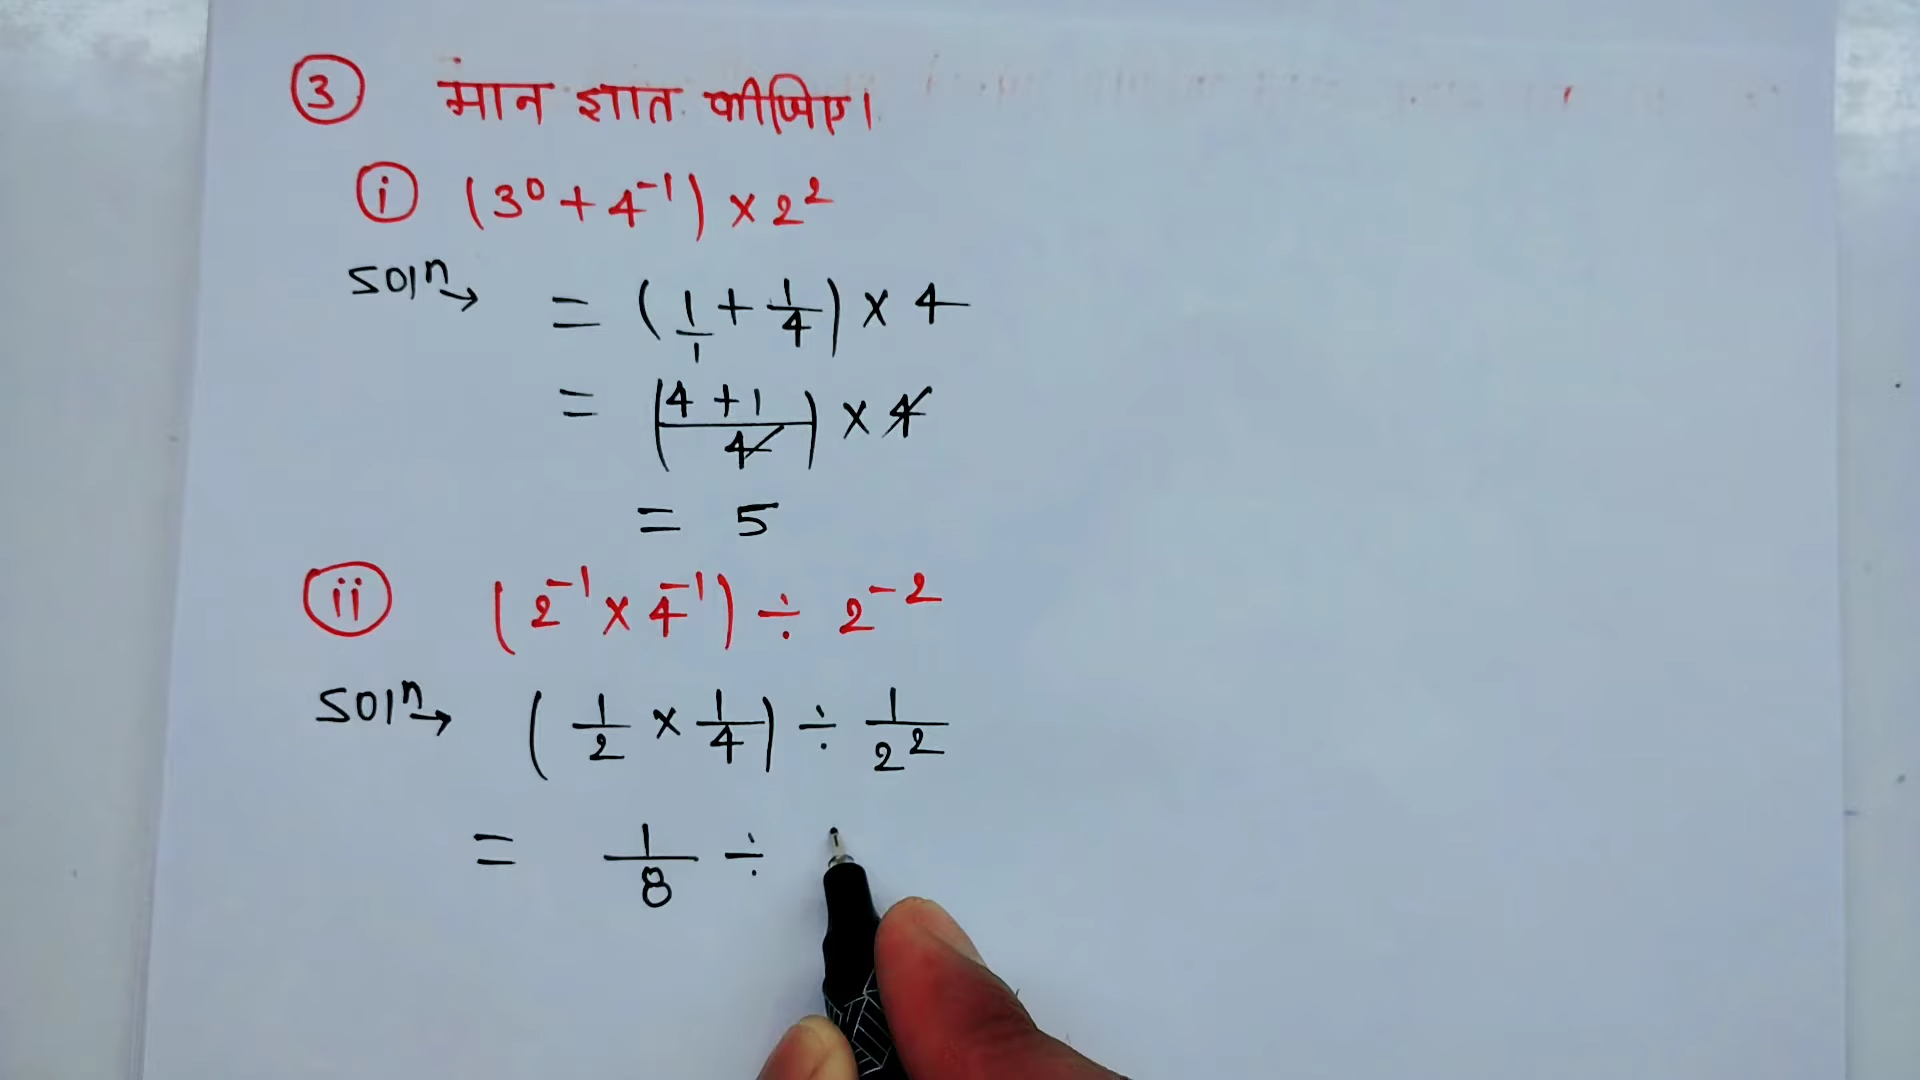 ③ मान ज्ञात कीजिए।
ⓘ (3⁰ + 4⁻¹) × 2²
Solⁿ→ = (1/1 + 1/4) × 4
= ((4 + 1)/4) × 4
= 5
ⓘⓘ (2⁻¹ × 4⁻¹) ÷ 2⁻²
Solⁿ→ (1/2 × 1/4) ÷ 1/2²
= 1/8 ÷